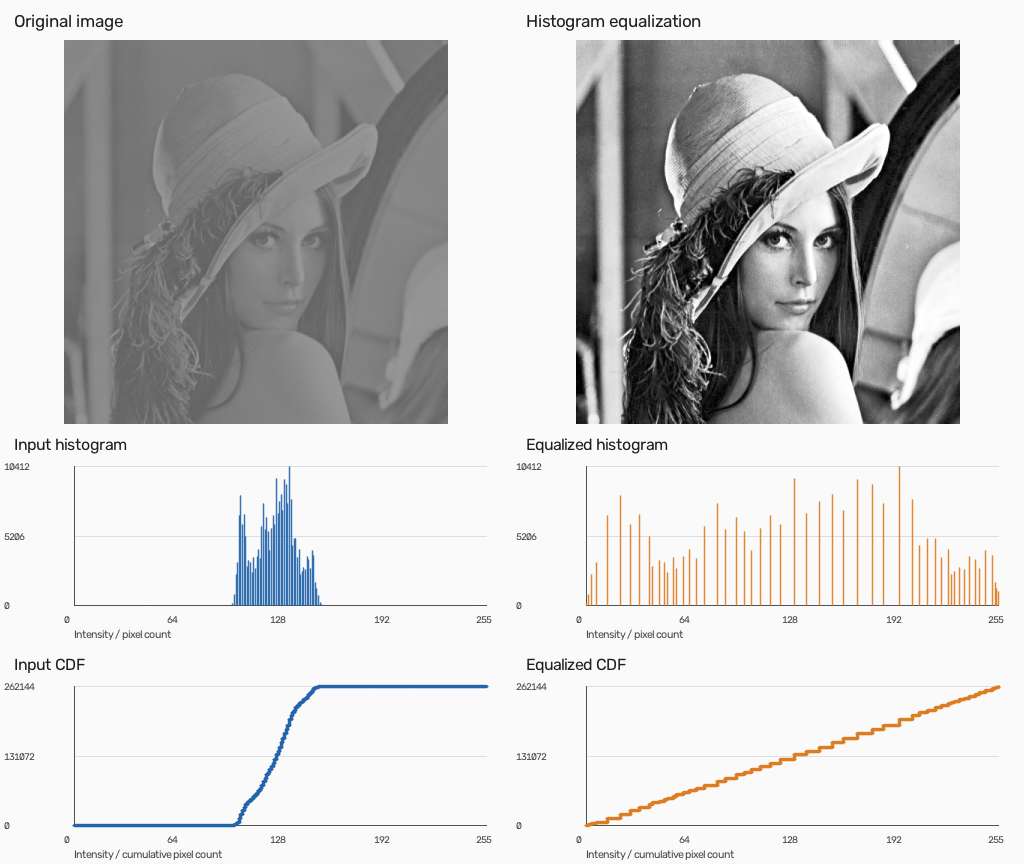 Original image
Histogram equalization
Input histogram
Equalized histogram
10412
5206
0
0 64 128 192 255
Intensity / pixel count
10412
5206
0
0 64 128 192 255
Intensity / pixel count
Input CDF
Equalized CDF
262144
131072
0
0 64 128 192 255
Intensity / cumulative pixel count
262144
131072
0
0 64 128 192 255
Intensity / cumulative pixel count